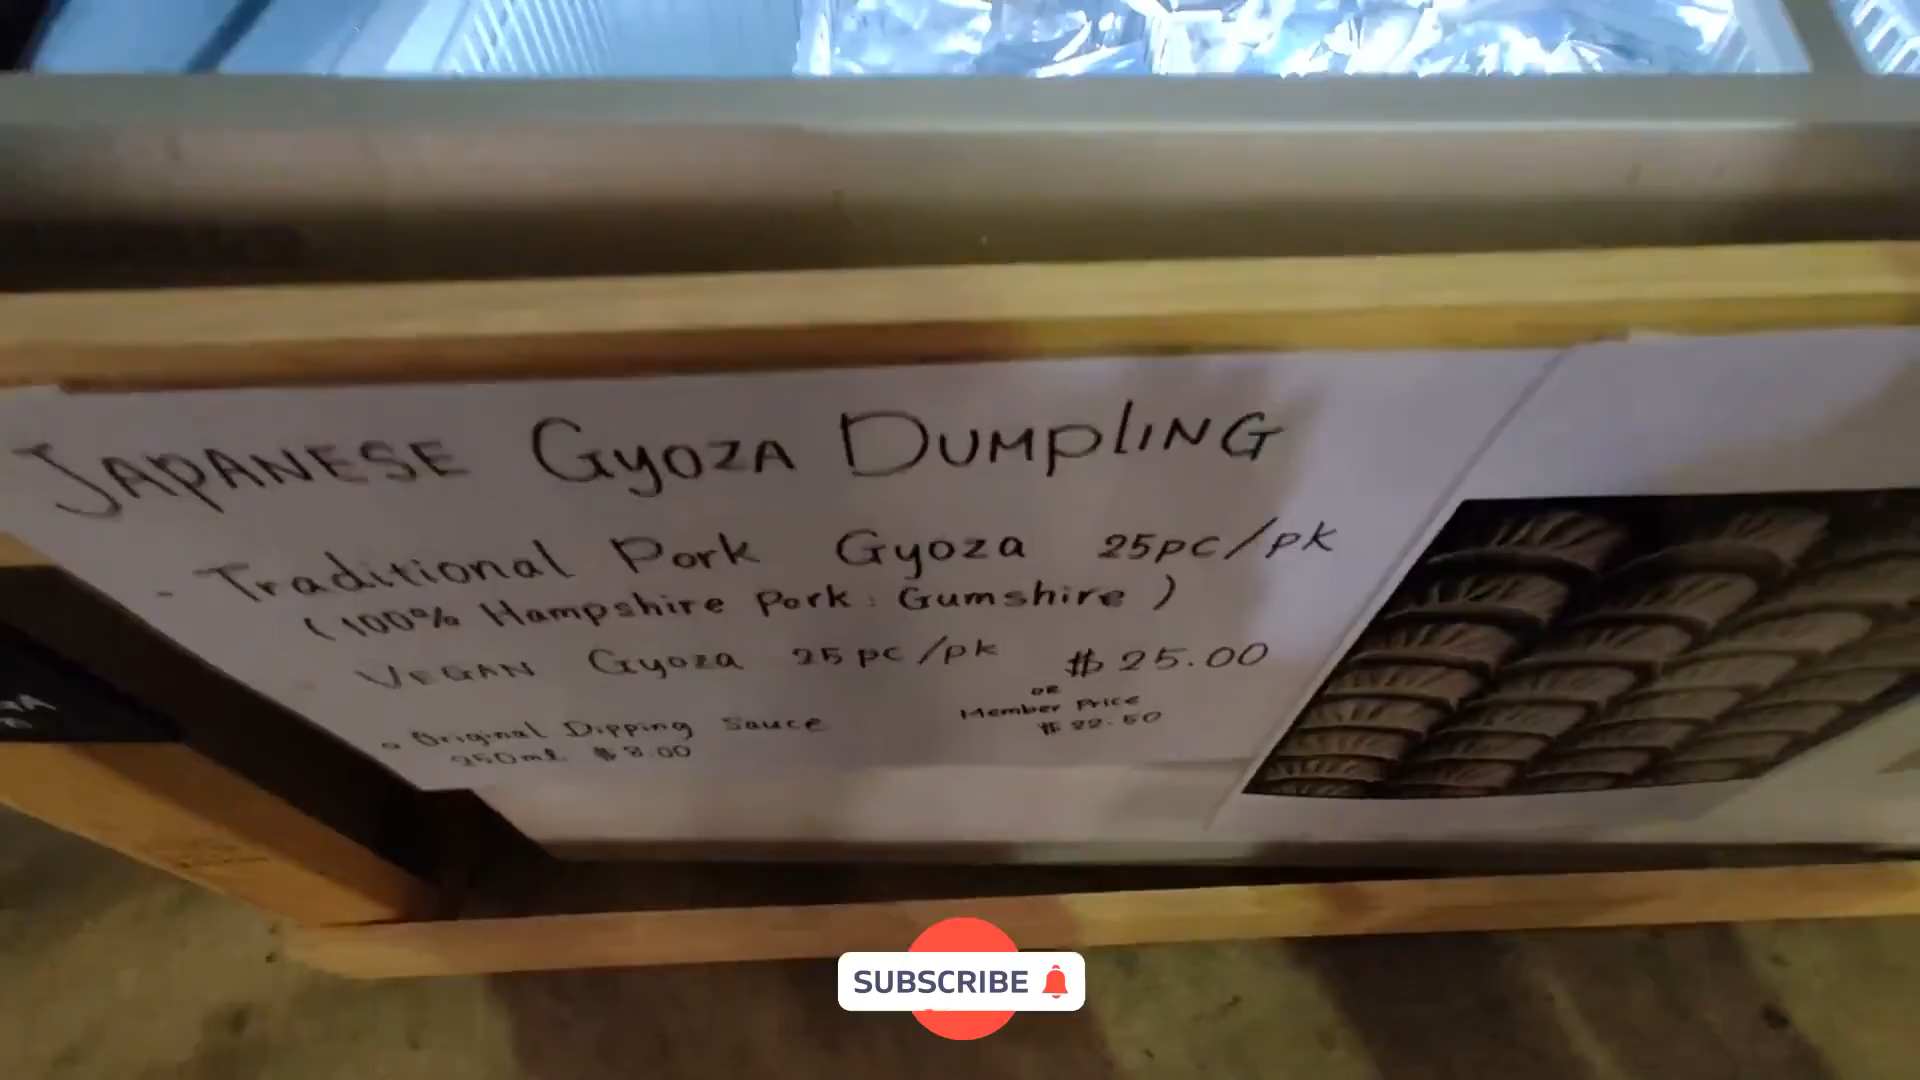 JAPANESE GYOZA DUMPLING
- Traditional Pork Gyoza 25pc/pk
(100% Hampshire Pork : Gumshire)
VEGAN Gyoza 25pc/pk $25.00
OR
Member Price
$22.50
Original Dipping Sauce
250ml $8.00
SUBSCRIBE